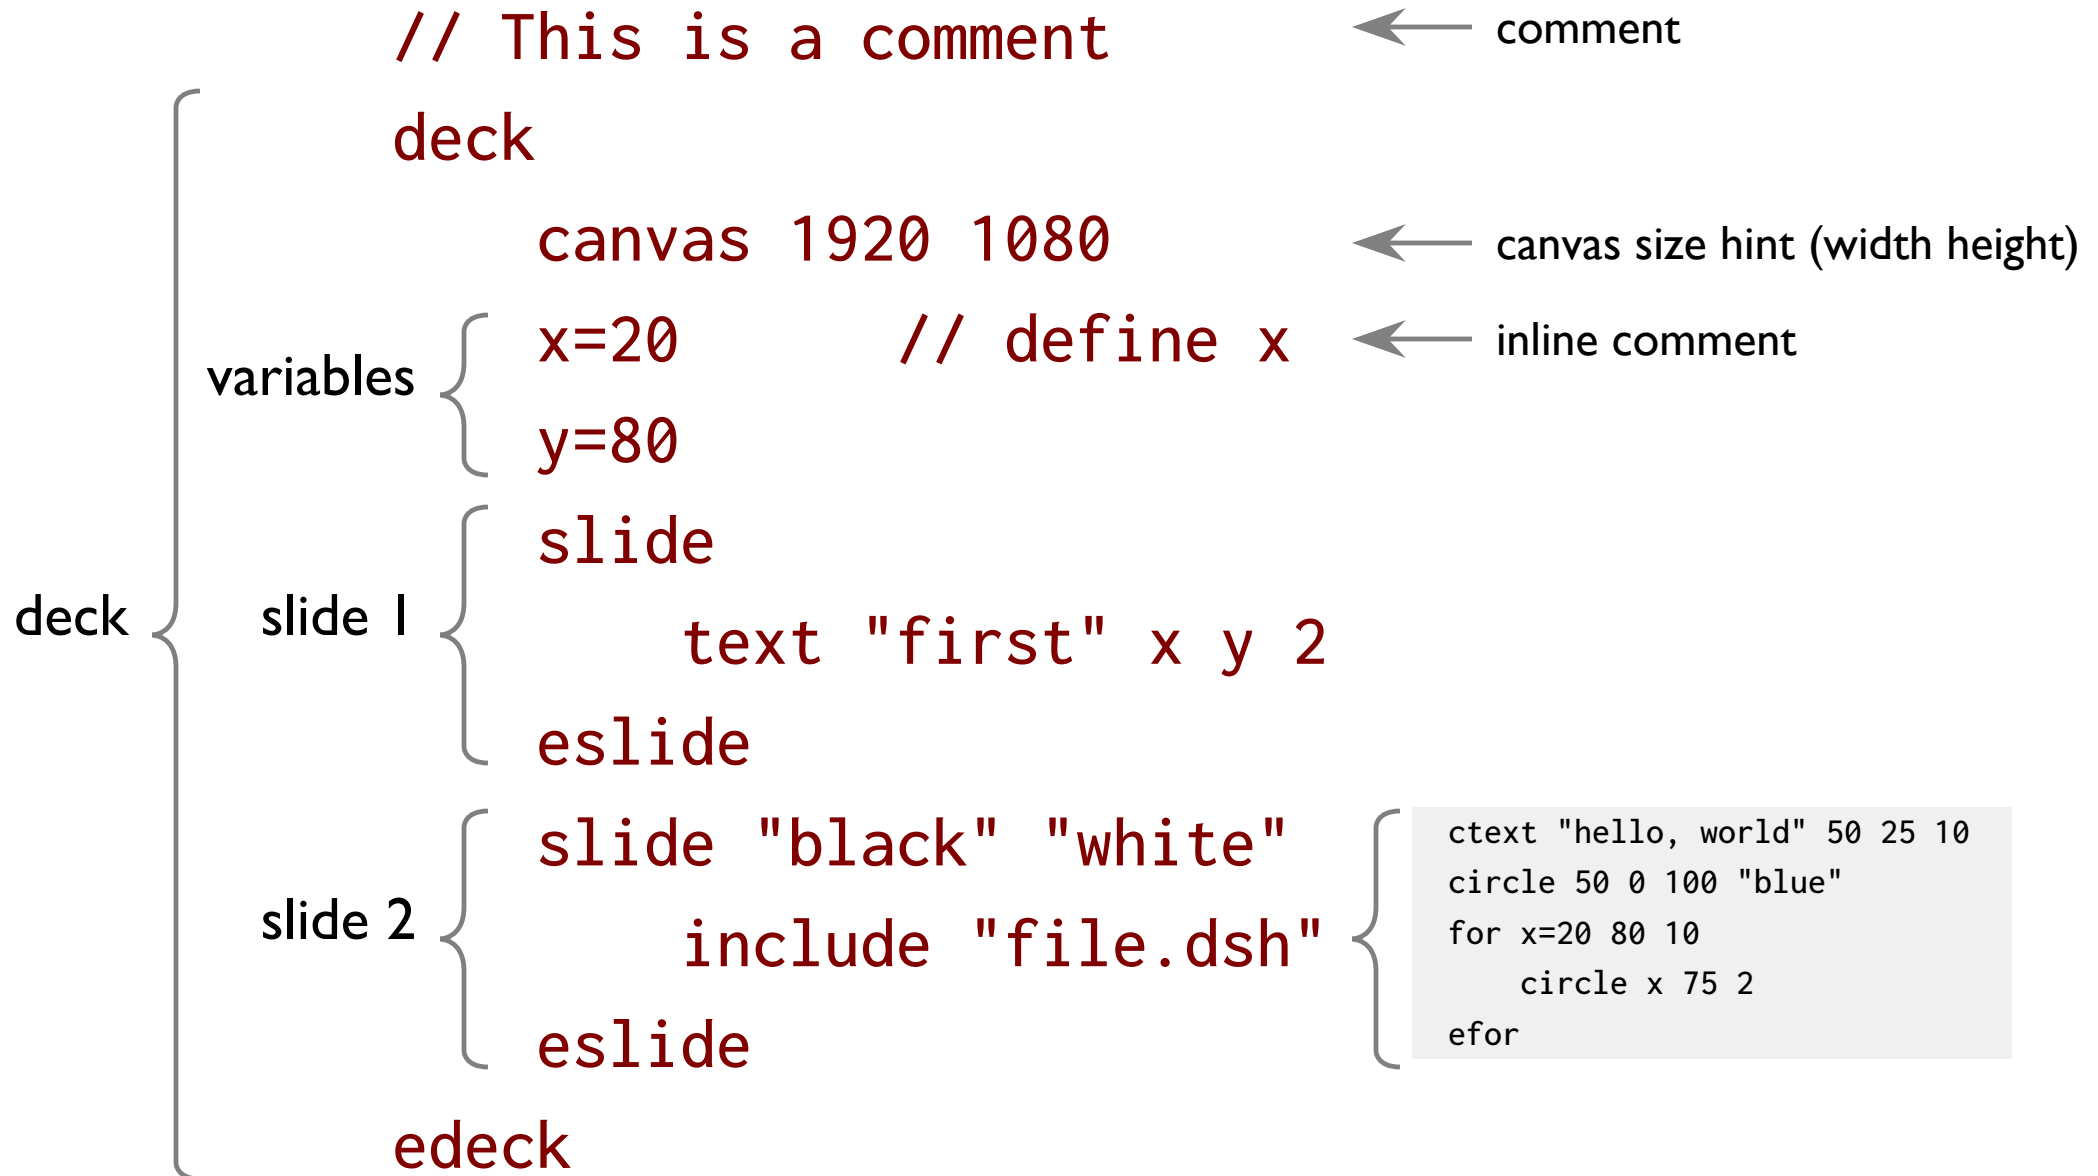 // This is a comment
comment
deck
canvas 1920 1080
canvas size hint (width height)
x=20 // define x
inline comment
variables
y=80
slide
deck
slide 1
text "first" x y 2
eslide
slide "black" "white"
slide 2
include "file.dsh"
eslide
ctext "hello, world" 50 25 10
circle 50 0 100 "blue"
for x=20 80 10
circle x 75 2
efor
edeck